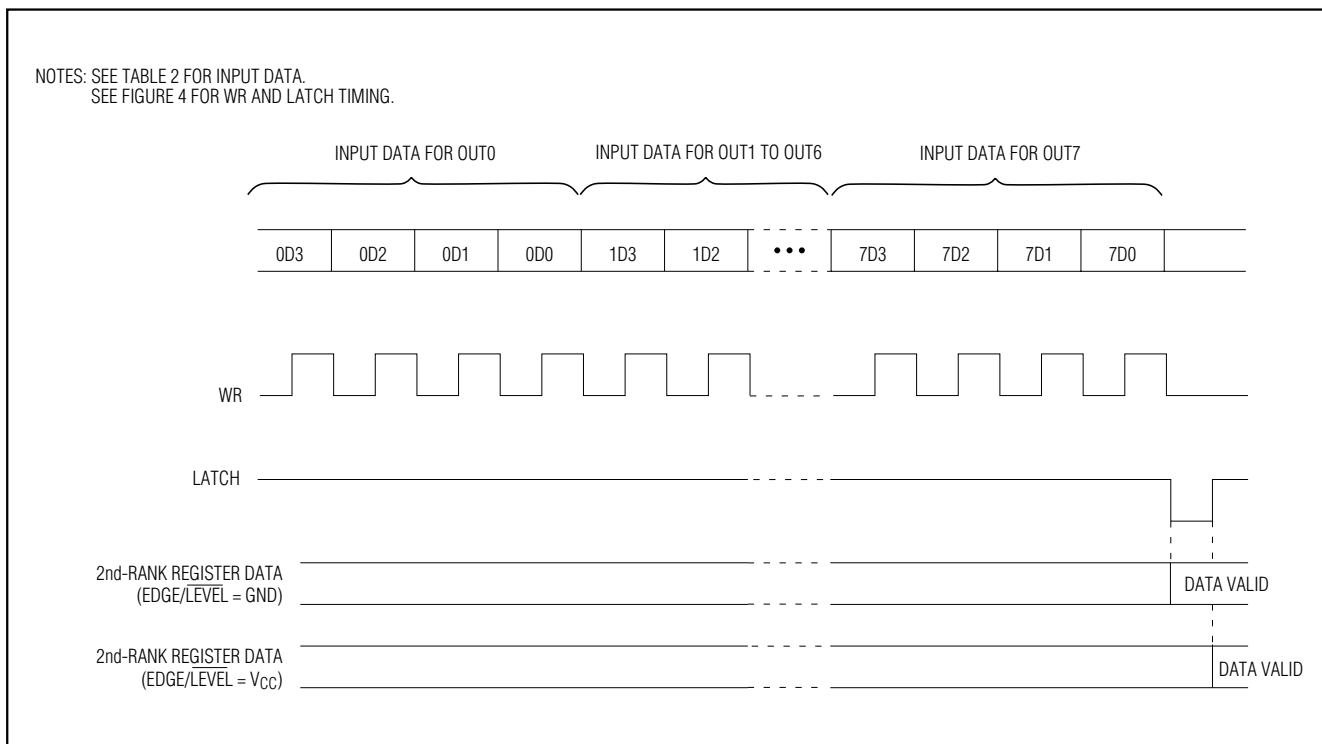 NOTES: SEE TABLE 2 FOR INPUT DATA.
SEE FIGURE 4 FOR WR AND LATCH TIMING.
INPUT DATA FOR OUT0 INPUT DATA FOR OUT1 TO OUT6 INPUT DATA FOR OUT7
0D3 0D2 0D1 0D0 1D3 1D2 ••• 7D3 7D2 7D1 7D0
WR
LATCH
2nd-RANK REGISTER DATA
(EDGE/L̅E̅V̅E̅L̅ = GND)
DATA VALID
2nd-RANK REGISTER DATA
(EDGE/L̅E̅V̅E̅L̅ = VCC)
DATA VALID